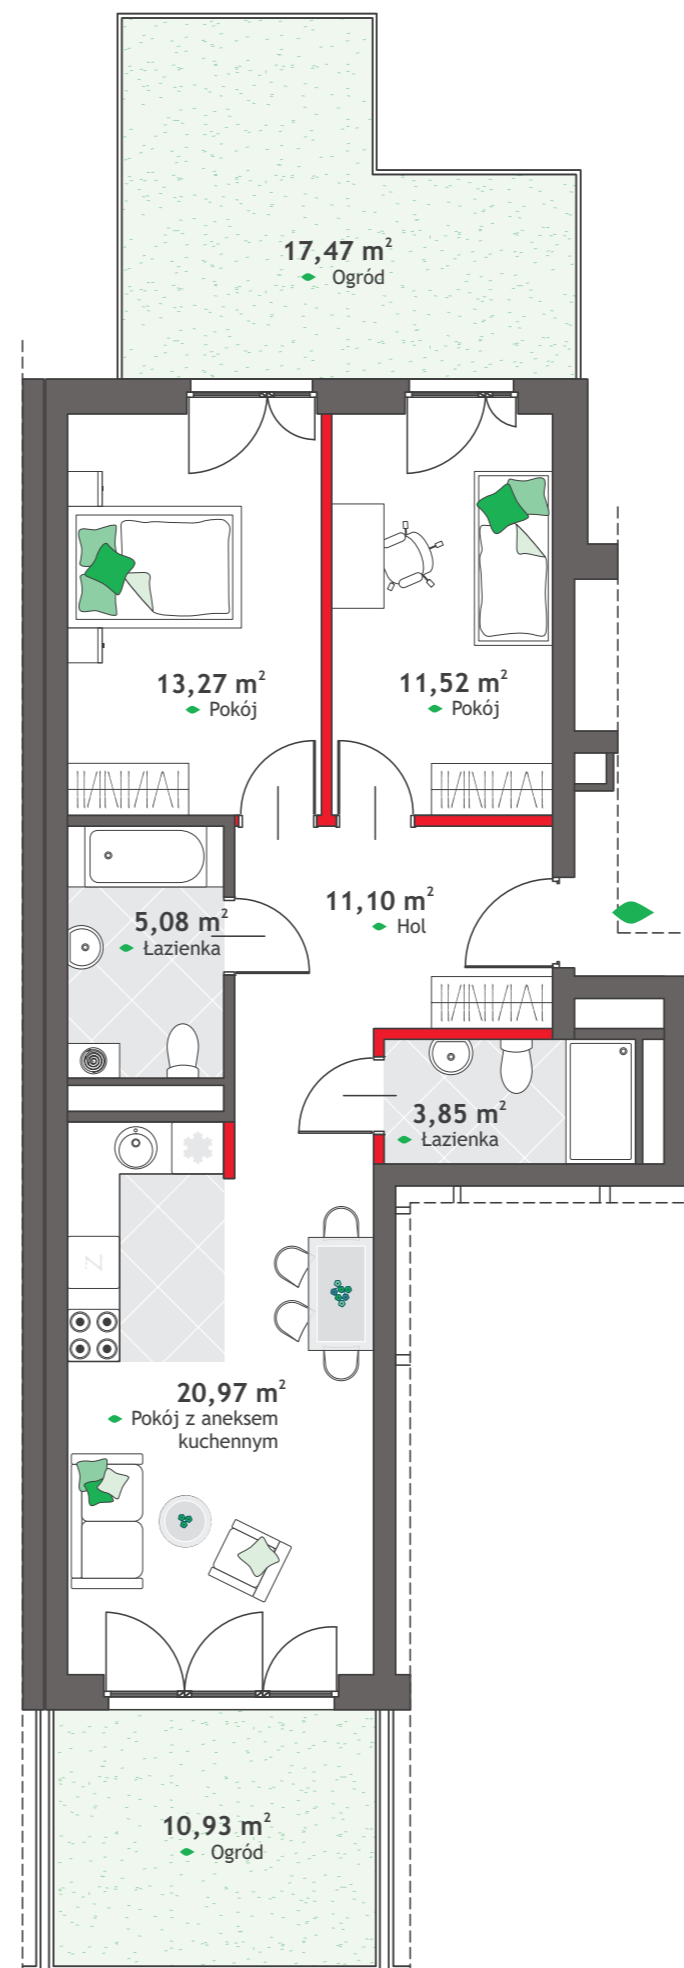 17,47 m²
Ogród
13,27 m²
Pokój
11,52 m²
Pokój
11,10 m²
Hol
5,08 m²
Łazienka
3,85 m²
Łazienka
Z
20,97 m²
Pokój z aneksem
kuchennym
10,93 m²
Ogród